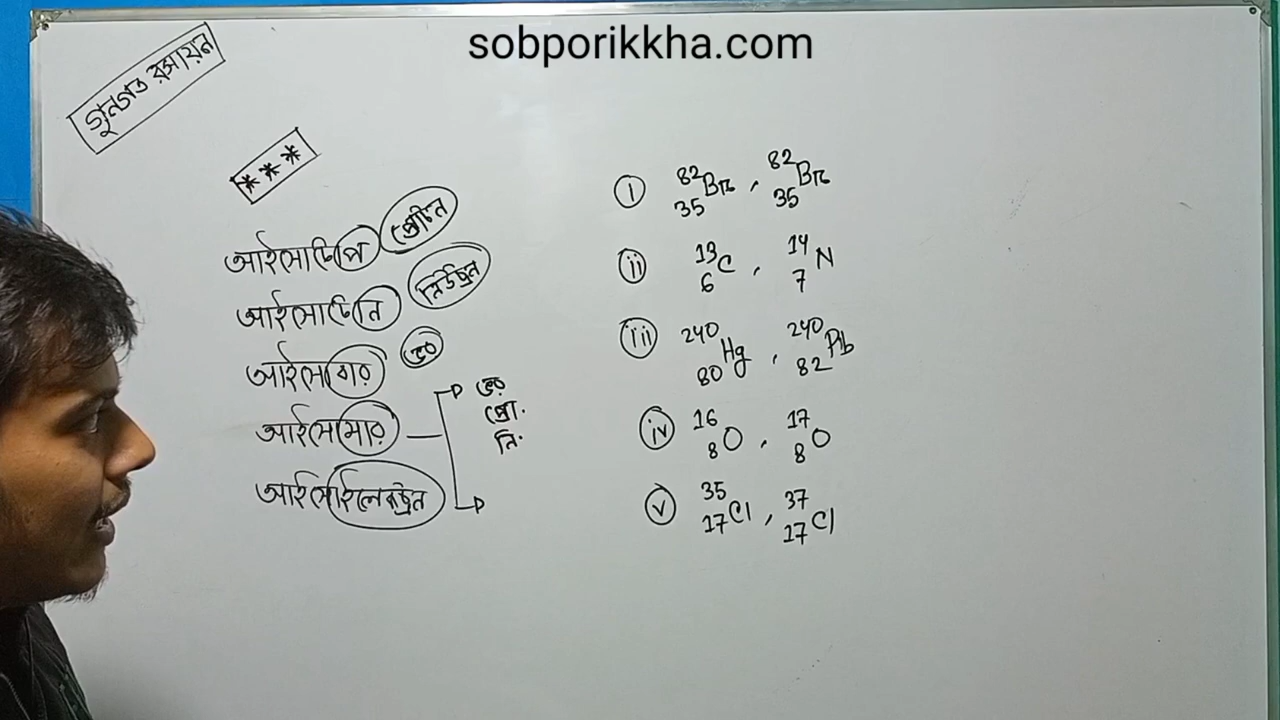 sobporikkha.com
গুনগত রসায়ন
***
আইসোটোপ প্রোটন
আইসোটোন নিউট্রন
আইসোবার ভর
আইসোমার ভর
প্রো.
নি.
আইসোইলেকট্রন
i 82 35 Br, 82 35 Br
ii 13 6 C, 14 7 N
iii 240 80 Hg, 240 82 Pb
iv 16 8 O, 17 8 O
v 35 17 Cl, 37 17 Cl